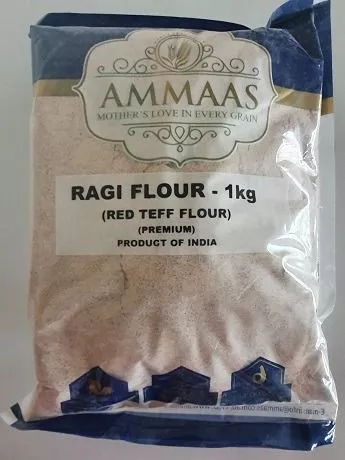 AMMAAS
MOTHER'S LOVE IN EVERY GRAIN
RAGI FLOUR - 1kg
(RED TEFF FLOUR)
(PREMIUM)
PRODUCT OF INDIA